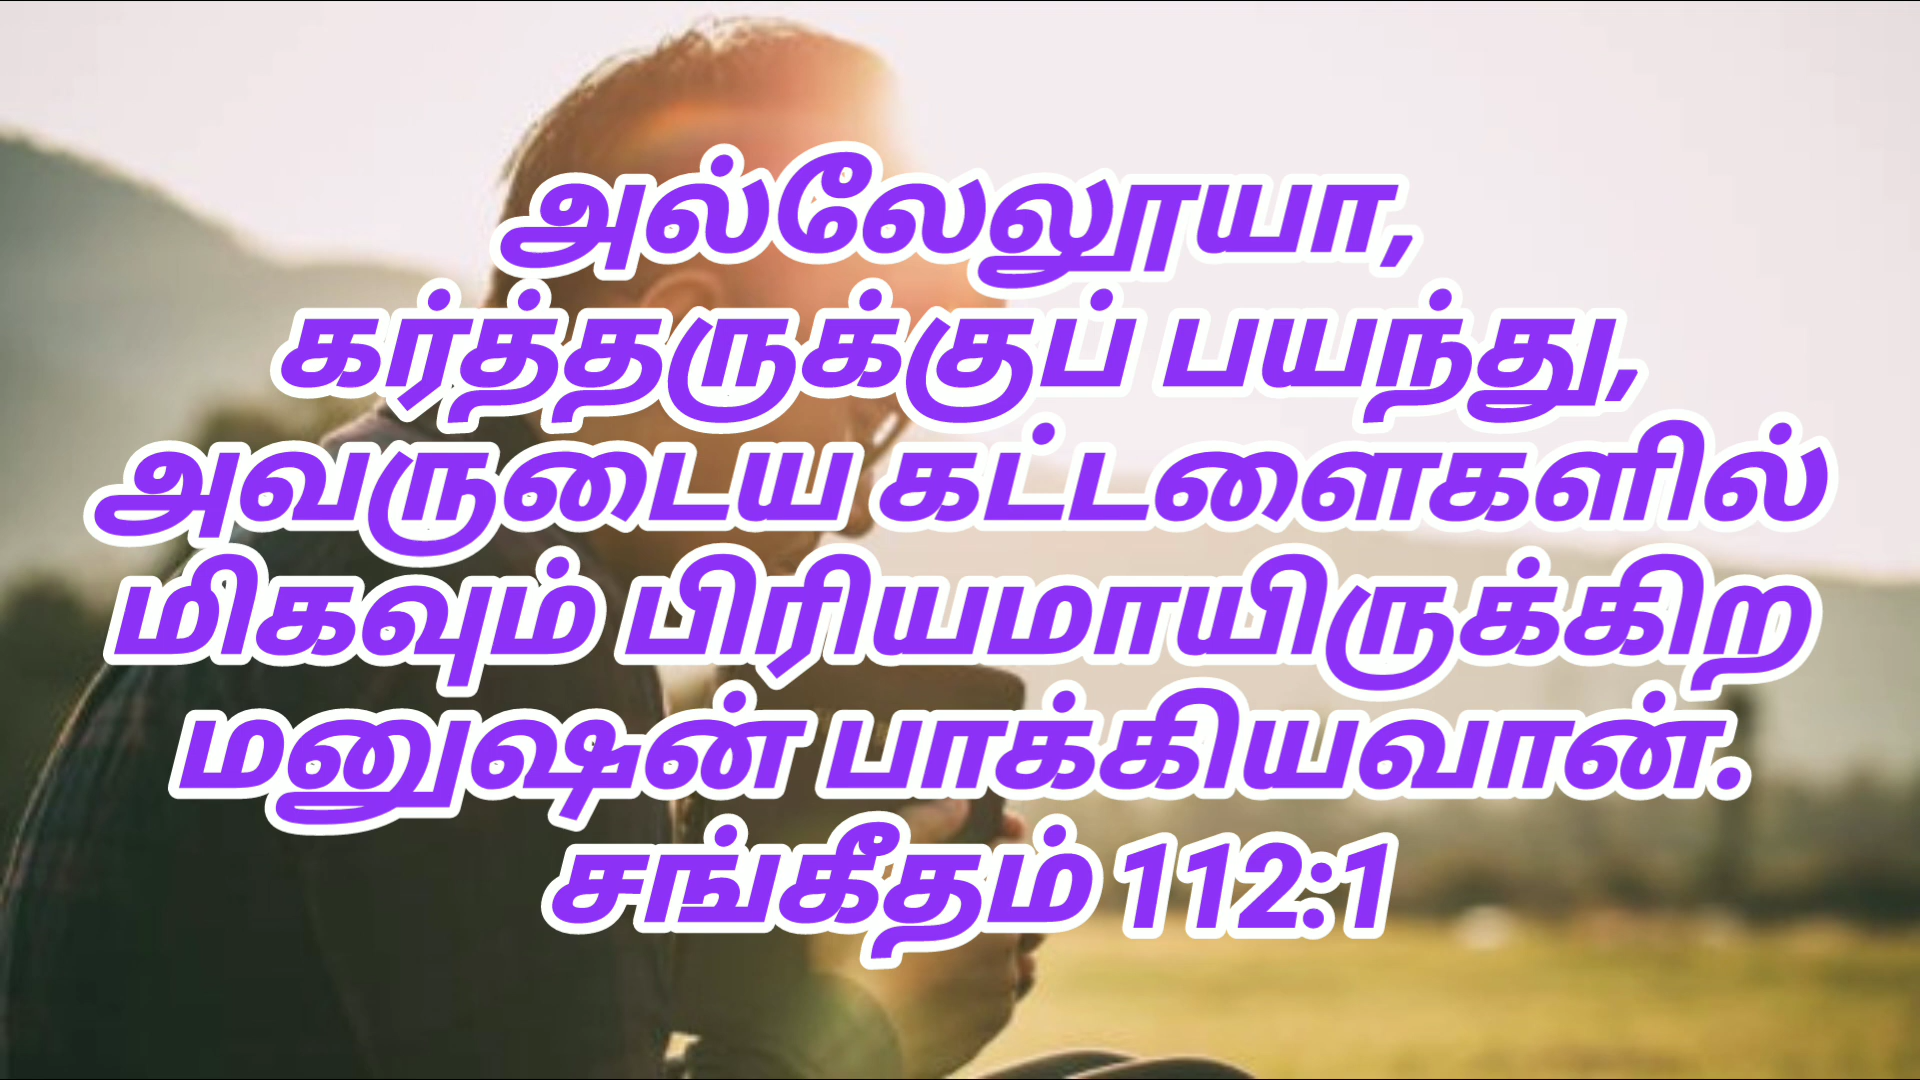 அல்லேலூயா,
கர்த்தருக்குப் பயந்து,
அவருடைய கட்டளைகளில்
மிகவும் பிரியமாயிருக்கிற
மனுஷன் பாக்கியவான்.
சங்கீதம் 112:1